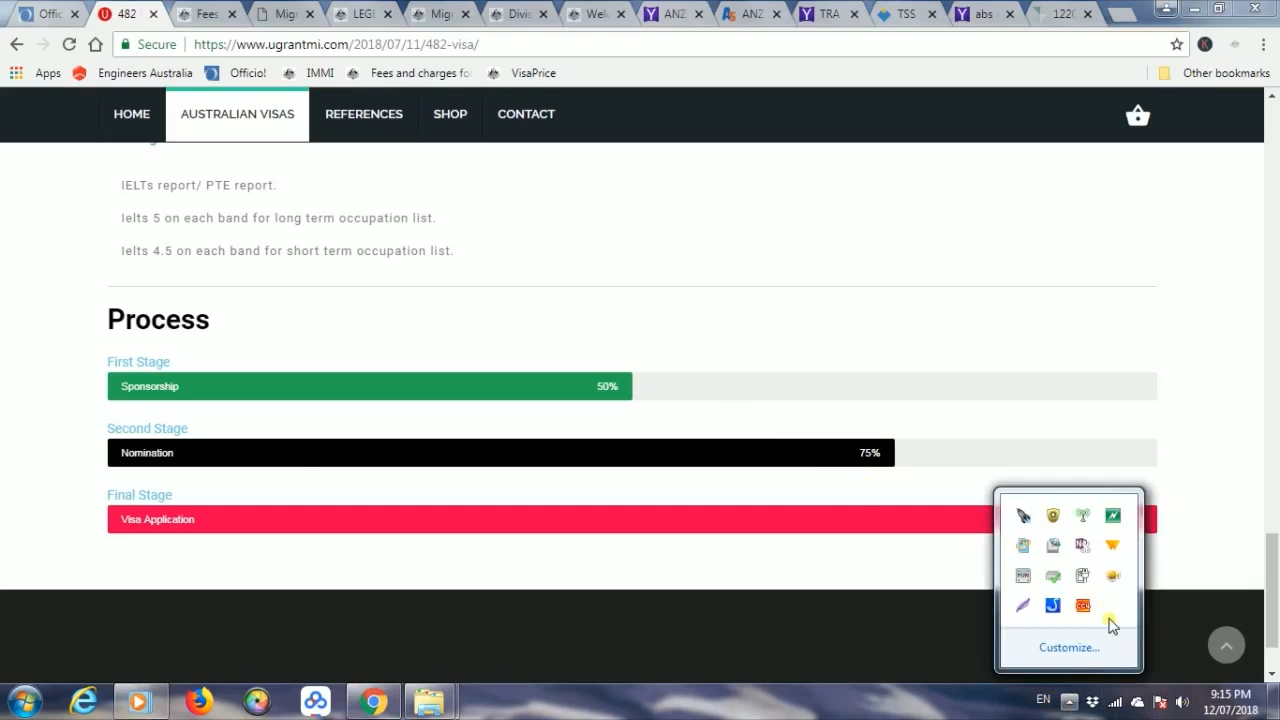 Offic
482
Fees
Migr
LEGI
Migr
Divis
Welc
ANZ
ANZ
TRA
TSS
abs
1220
Secure
https://www.ugrantmi.com/2018/07/11/482-visa/
Apps
Engineers Australia
Officio!
IMMI
Fees and charges fo
VisaPrice
Other bookmarks
HOME
AUSTRALIAN VISAS
REFERENCES
SHOP
CONTACT
IELTs report/ PTE report.
Ielts 5 on each band for long term occupation list.
Ielts 4.5 on each band for short term occupation list.
Process
First Stage
Sponsorship 50%
Second Stage
Nomination 75%
Final Stage
Visa Application
Customize...
EN
9:15 PM
12/07/2018